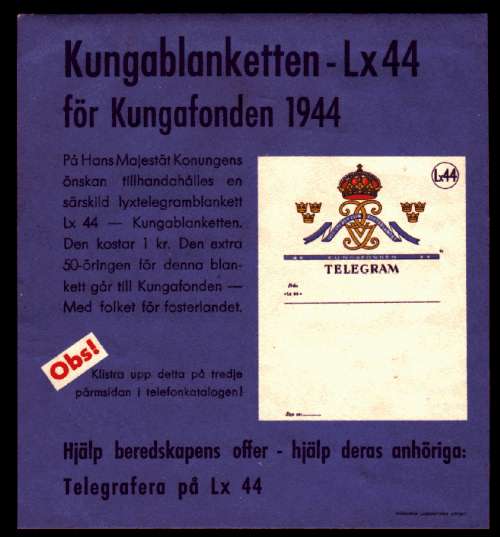 Kungablanketten - Lx 44
för Kungafonden 1944
På Hans Majestät Konungens
önskan tillhandahålles en
särskild lyxtelegramblankett
Lx 44 — Kungablanketten.
Den kostar 1 kr. Den extra
50-öringen för denna blan-
kett går till Kungafonden —
Med folket för fosterlandet.
Lx44
KUNGAFONDEN
TELEGRAM
Från
=Lx 44=
Obs!
Klistra upp detta på tredje
pärmsidan i telefonkatalogen!
Hjälp beredskapens offer - hjälp deras anhöriga:
Telegrafera på Lx 44